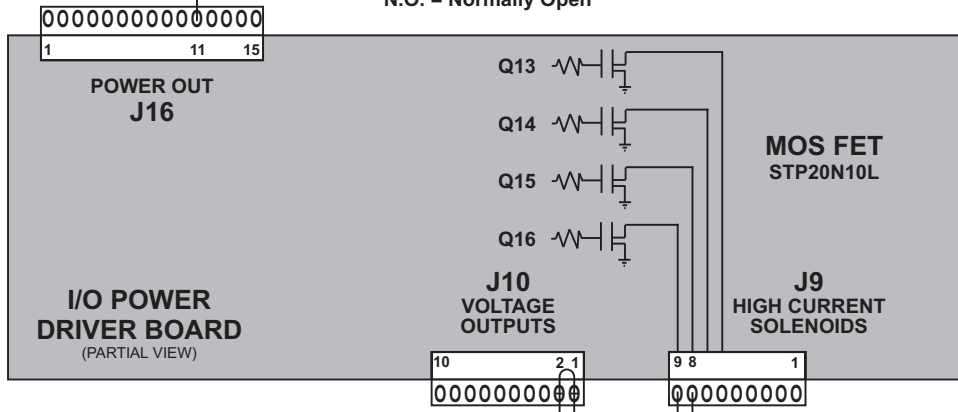 N.O. = Normally Open
1 11 15
POWER OUT
J16
Q13
Q14
Q15
Q16
MOS FET
STP20N10L
I/O POWER
DRIVER BOARD
(PARTIAL VIEW)
J10
VOLTAGE
OUTPUTS
10 2 1
J9
HIGH CURRENT
SOLENOIDS
9 8 1